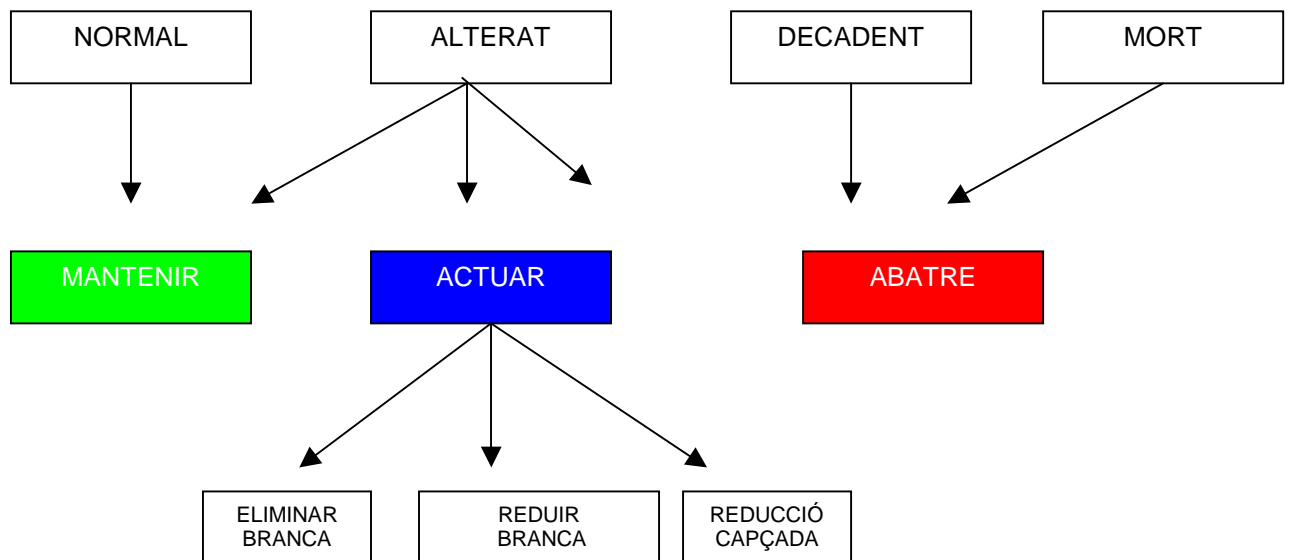 NORMAL
ALTERAT
DECADENT
MORT
MANTENIR
ACTUAR
ABATRE
ELIMINAR
BRANCA
REDUIR
BRANCA
REDUCCIÓ
CAPÇADA